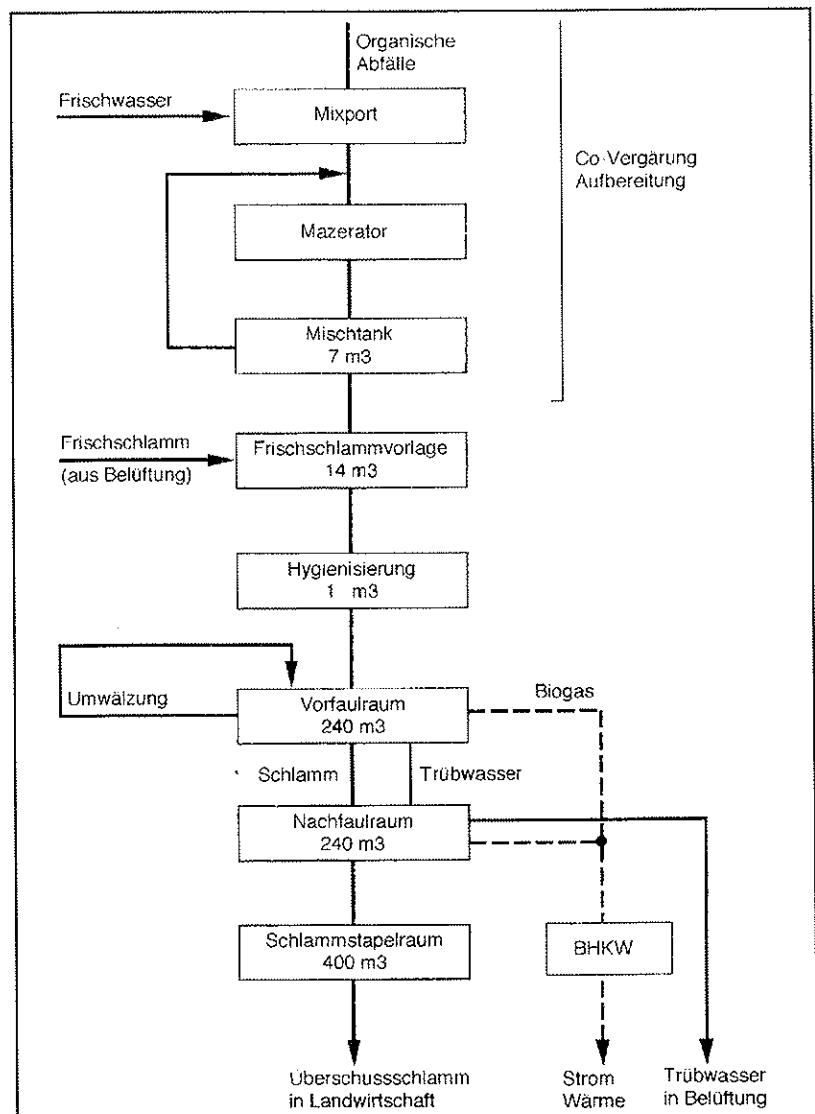 Organische
Abfälle
Frischwasser
Mixport
Co-Vergärung
Aufbereitung
Mazerator
Mischtank
7 m3
Frischschlamm
(aus Belüftung)
Frischschlammvorlage
14 m3
Hygienisierung
1 m3
Umwälzung
Vorfaulraum
240 m3
Biogas
Schlamm
Trübwasser
Nachfaulraum
240 m3
Schlammstapelraum
400 m3
BHKW
Überschussschlamm
in Landwirtschaft
Strom
Wärme
Trübwasser
in Belüftung